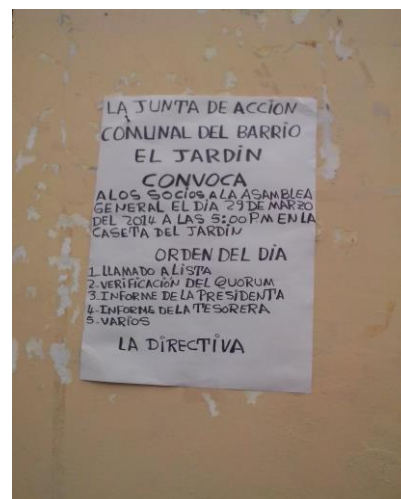 LA JUNTA DE ACCION
COMUNAL DEL BARRIO
EL JARDIN
CONVOCA
A LOS SOCIOS A LA ASAMBLEA
GENERAL EL DIA 29 DE MARZO
DEL 2014 A LAS 5:00 PM EN LA
CASETA DEL JARDIN
ORDEN DEL DIA
1. LLAMADO A LISTA
2. VERIFICACIÓN DEL QUORUM
3. INFORME DE LA PRESIDENTA
4. INFORME DE LA TESORERA
5. VARIOS
LA DIRECTIVA